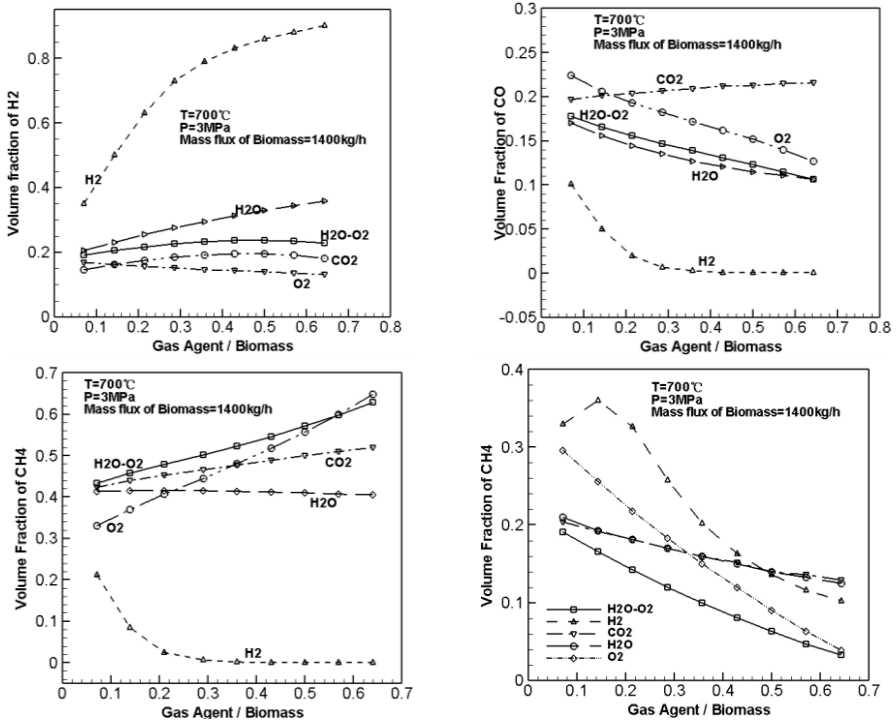 Volume fraction of H2
0.8
0.6
0.4
0.2
0
T=700℃
P=3MPa
Mass flux of Biomass=1400kg/h
H2
H2O
H2O-O2
CO2
O2
0 0.1 0.2 0.3 0.4 0.5 0.6 0.7 0.8
Gas Agent / Biomass
Volume fraction of CO
0.3
0.25
0.2
0.15
0.1
0.05
0
-0.05
T=700℃
P=3MPa
Mass flux of Biomass=1400kg/h
CO2
H2O-O2
O2
H2O
H2
0 0.1 0.2 0.3 0.4 0.5 0.6 0.7 0.8
Gas Agent / Biomass
Volume Fraction of CH4
0.7
0.6
0.5
0.4
0.3
0.2
0.1
0
T=700℃
P=3MPa
Mass flux of Biomass=1400kg/h
H2O-O2
CO2
H2O
O2
H2
0 0.1 0.2 0.3 0.4 0.5 0.6 0.7
Gas Agent / Biomass
Volume Fraction of CH4
0.4
0.3
0.2
0.1
0
T=700℃
P=3MPa
Mass flux of Biomass=1400kg/h
H2O-O2
H2
CO2
H2O
O2
0 0.1 0.2 0.3 0.4 0.5 0.6 0.7
Gas Agent / Biomass